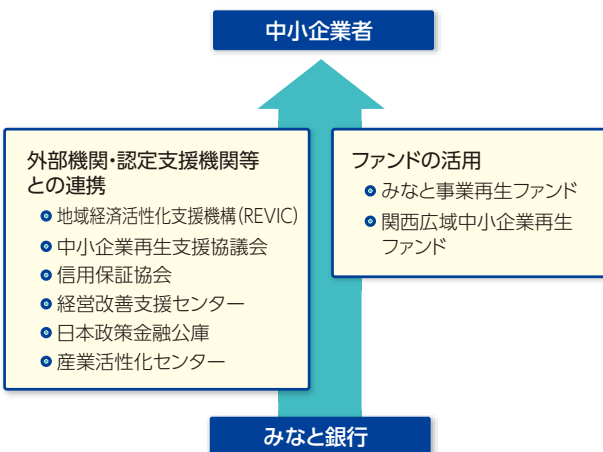 中小企業者
外部機関・認定支援機関等
との連携
地域経済活性化支援機構(REVIC)
中小企業再生支援協議会
信用保証協会
経営改善支援センター
日本政策金融公庫
産業活性化センター
ファンドの活用
みなと事業再生ファンド
関西広域中小企業再生
ファンド
みなと銀行